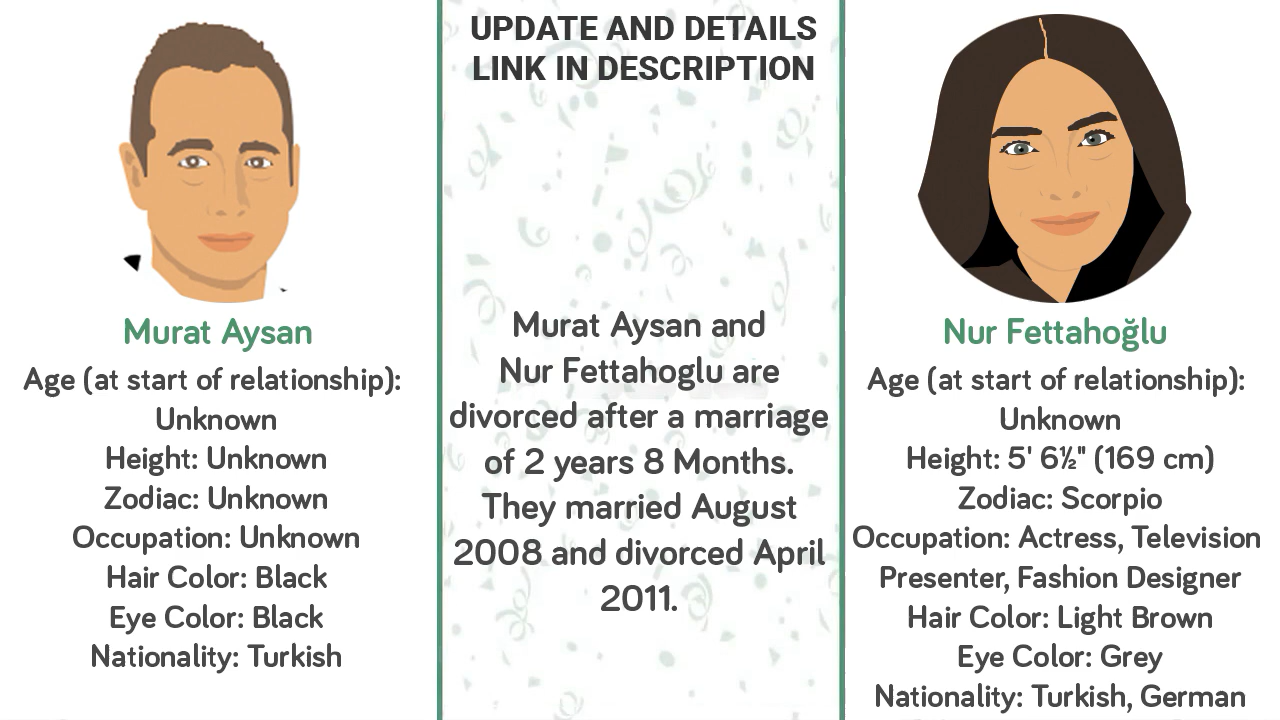 UPDATE AND DETAILS
LINK IN DESCRIPTION
Murat Aysan
Age (at start of relationship):
Unknown
Height: Unknown
Zodiac: Unknown
Occupation: Unknown
Hair Color: Black
Eye Color: Black
Nationality: Turkish
Murat Aysan and
Nur Fettahoglu are
divorced after a marriage
of 2 years 8 Months.
They married August
2008 and divorced April
2011.
Nur Fettahoğlu
Age (at start of relationship):
Unknown
Height: 5' 6½" (169 cm)
Zodiac: Scorpio
Occupation: Actress, Television
Presenter, Fashion Designer
Hair Color: Light Brown
Eye Color: Grey
Nationality: Turkish, German